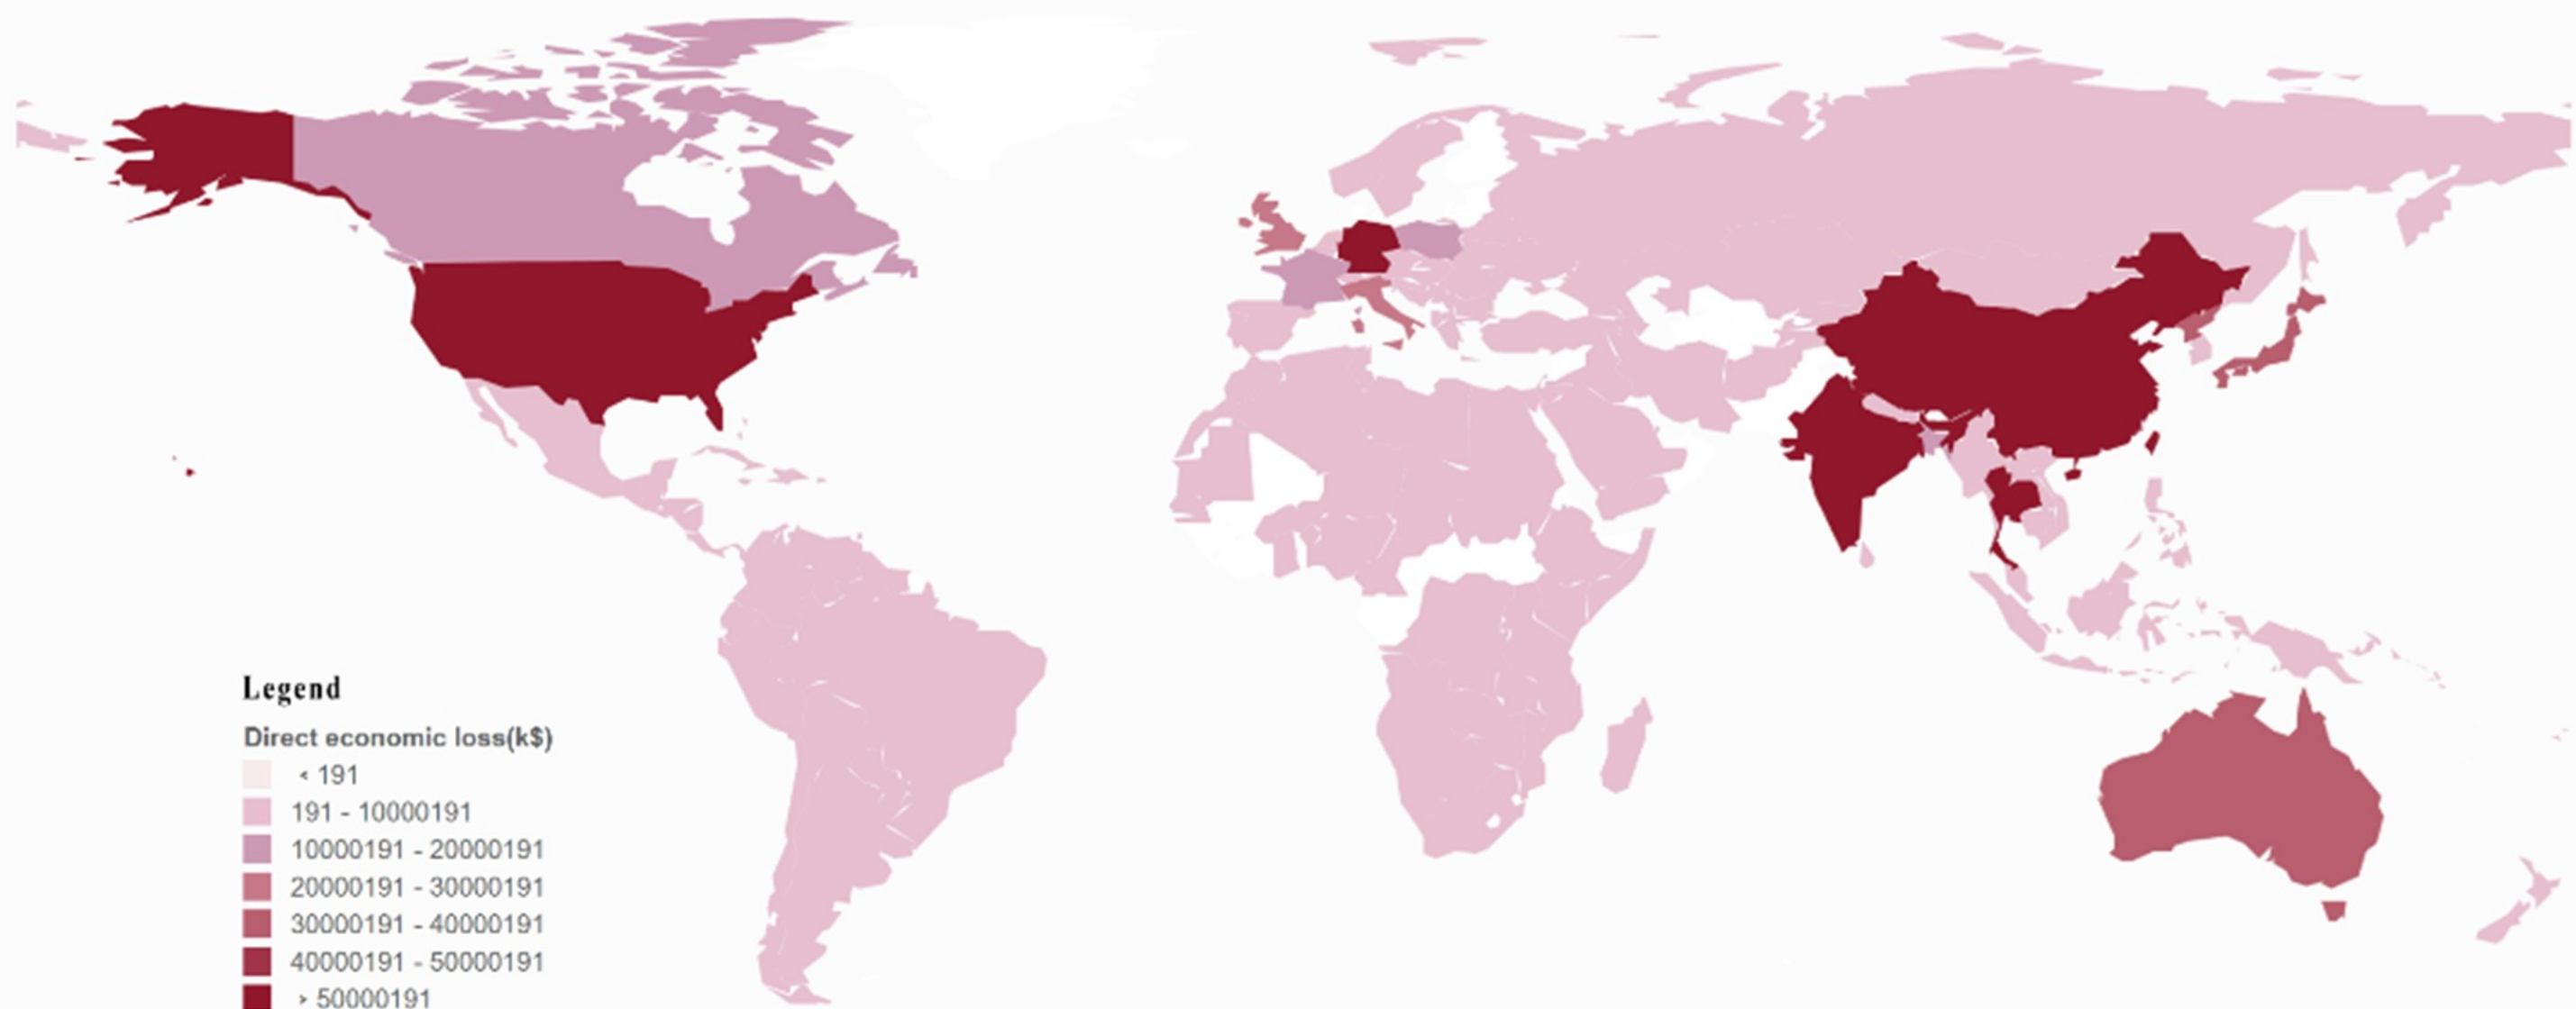 Legend
Direct economic loss(k$)
< 191
191 - 10000191
10000191 - 20000191
20000191 - 30000191
30000191 - 40000191
40000191 - 50000191
> 50000191